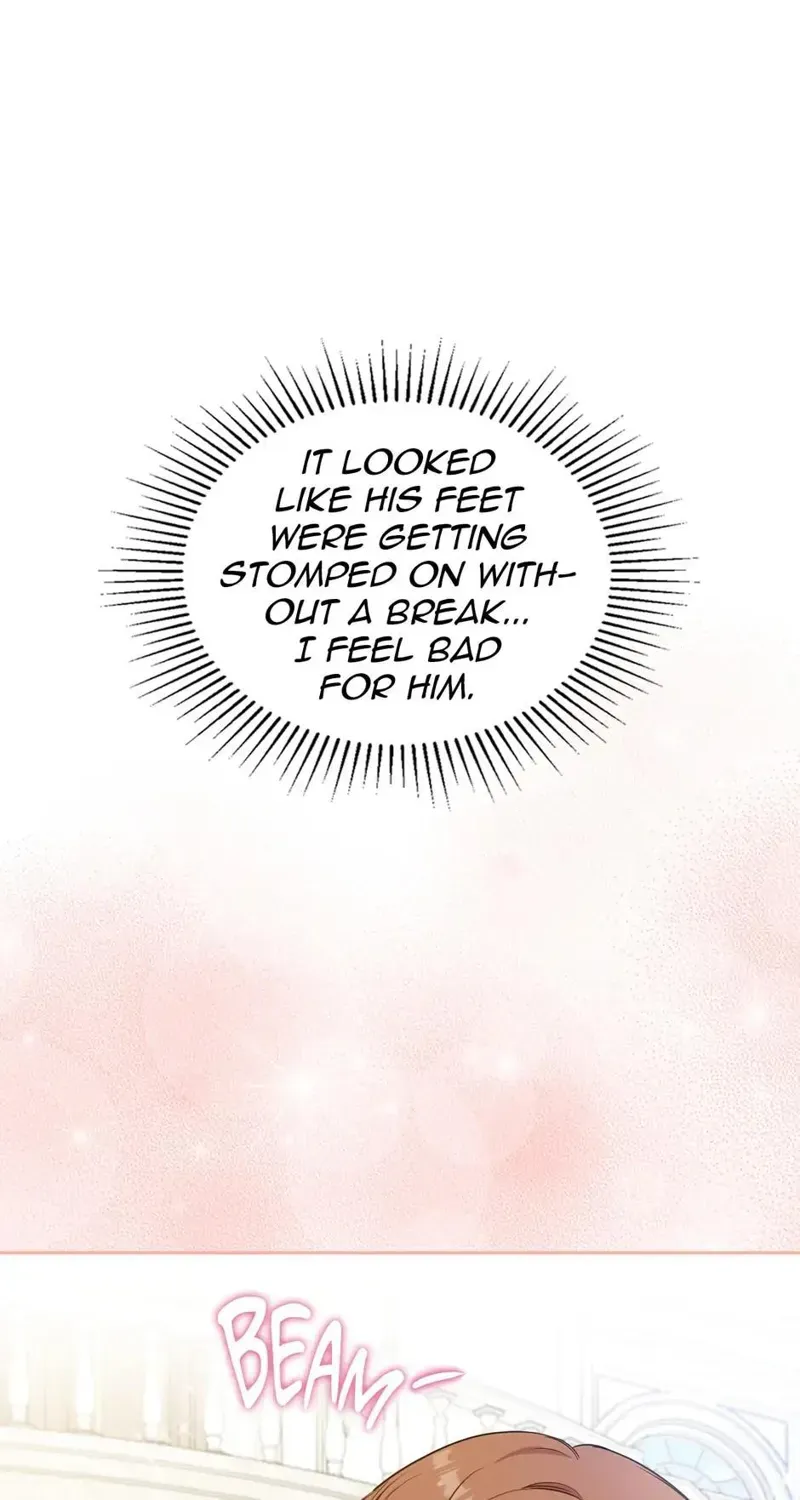 IT LOOKED
LIKE HIS FEET
WERE GETTING
STOMPED ON WITH-
OUT A BREAK...
I FEEL BAD
FOR HIM.
BEAM~